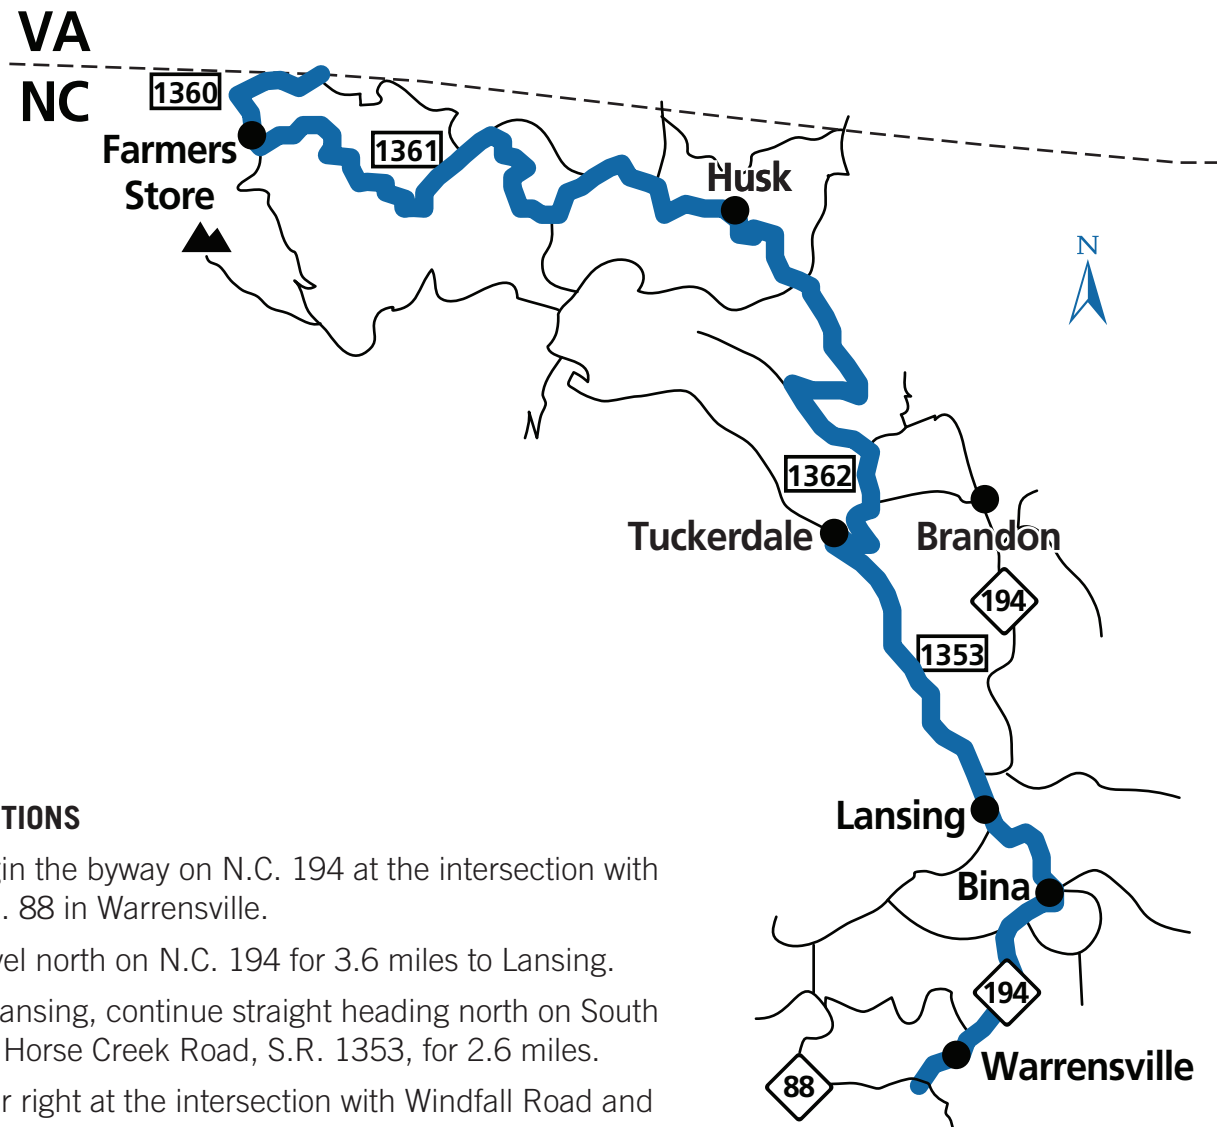 VA
NC
1360
Farmers
Store
1361
Husk
N
1362
Tuckerdale
Brandon
194
1353
Lansing
Bina
194
Warrensville
88
TIONS
in the byway on N.C. 194 at the intersection with
. 88 in Warrensville.
vel north on N.C. 194 for 3.6 miles to Lansing.
ansing, continue straight heading north on South
Horse Creek Road, S.R. 1353, for 2.6 miles.
r right at the intersection with Windfall Road and